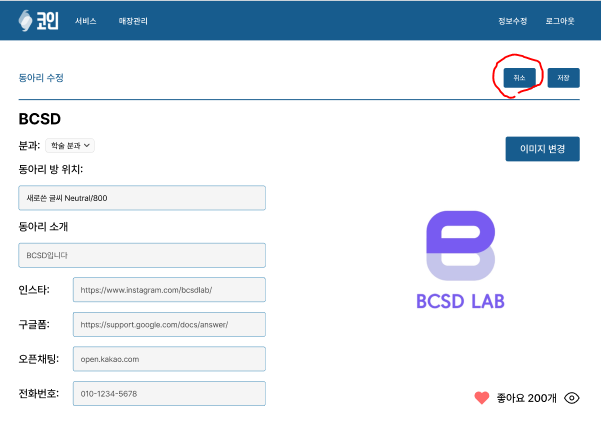 코인 서비스 매장관리 정보수정 로그아웃
동아리 수정 취소 저장
BCSD
분과: 학술 분과 이미지 변경
동아리 방 위치:
새로쓴 글씨 Neutral/800
동아리 소개
BCSD입니다
인스타: https://www.instagram.com/bcsdlab/
BCSD LAB
구글폼: https://support.google.com/docs/answer/
오픈채팅: open.kakao.com
전화번호: 010-1234-5678
좋아요 200개